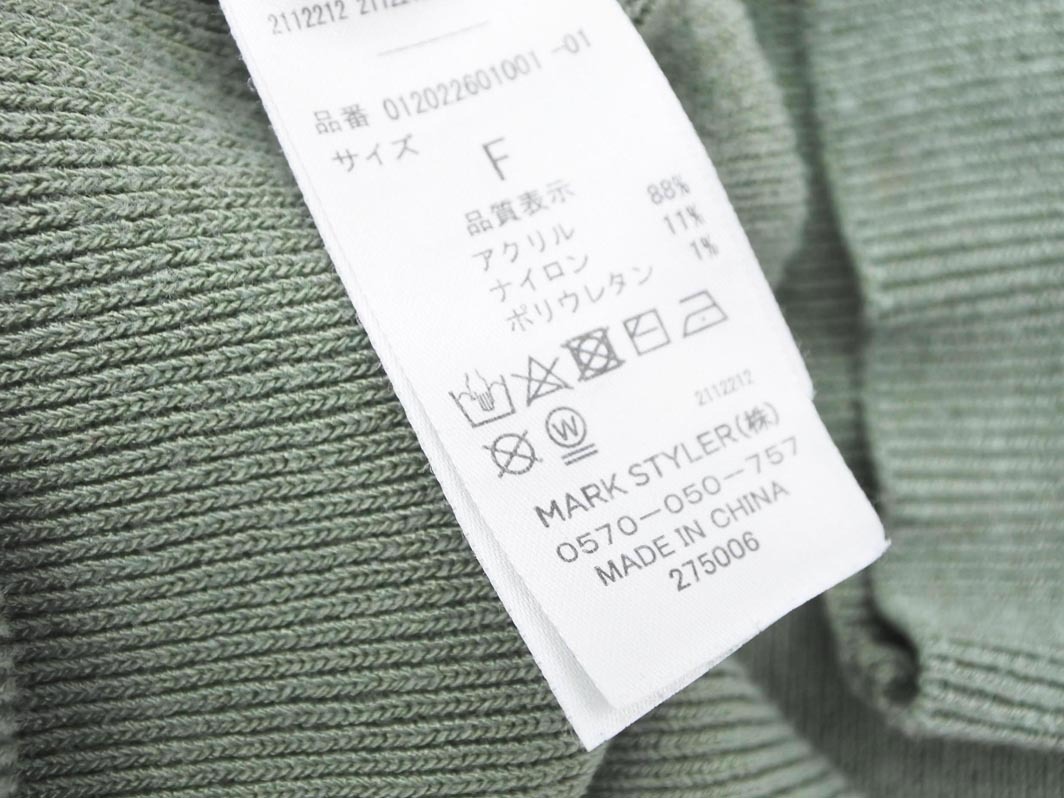 2112212
品番 012022601001 -01
サイズ
F
品質表示
アクリル 88%
ナイロン 11%
ポリウレタン 1%
W
2112212
MARK STYLER(株)
0570-050-757
MADE IN CHINA
275006